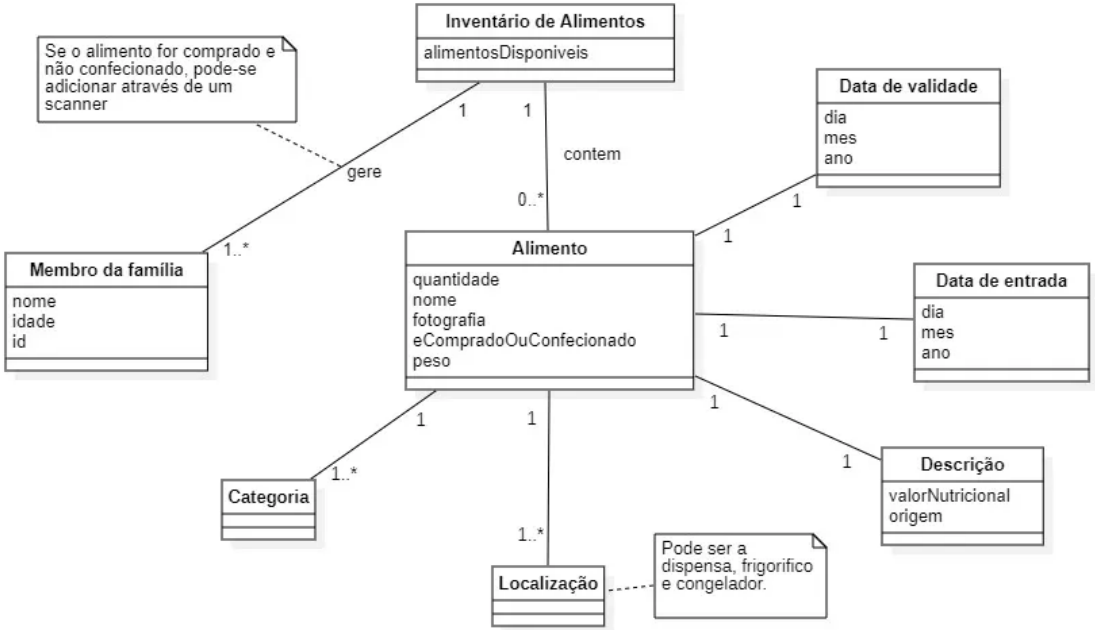 Inventário de Alimentos
alimentosDisponiveis
Se o alimento for comprado e
não confecionado, pode-se
adicionar através de um
scanner
1
1
gere
contem
0..*
1..*
Data de validade
dia
mes
ano
1
1
Membro da família
nome
idade
id
Alimento
quantidade
nome
fotografia
eCompradoOuConfecionado
peso
Data de entrada
dia
mes
ano
1
1
1
1
1
1
1..*
1..*
Categoria
Descrição
valorNutricional
origem
Localização
Pode ser a
dispensa, frigorifico
e congelador.